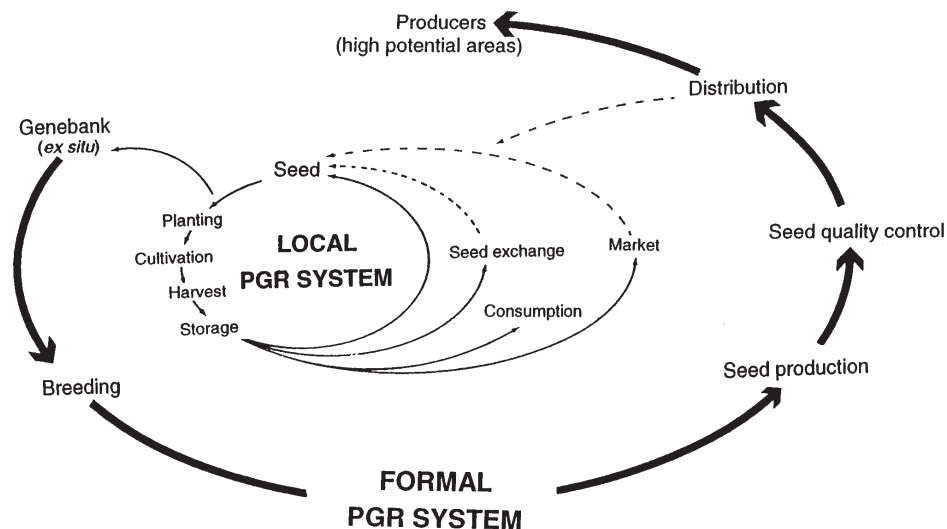 Producers
(high potential areas)
Distribution
Genebank
(ex situ)
Seed
Planting
Cultivation
Harvest
Storage
LOCAL
PGR SYSTEM
Seed exchange
Market
Consumption
Seed quality control
Seed production
Breeding
FORMAL
PGR SYSTEM